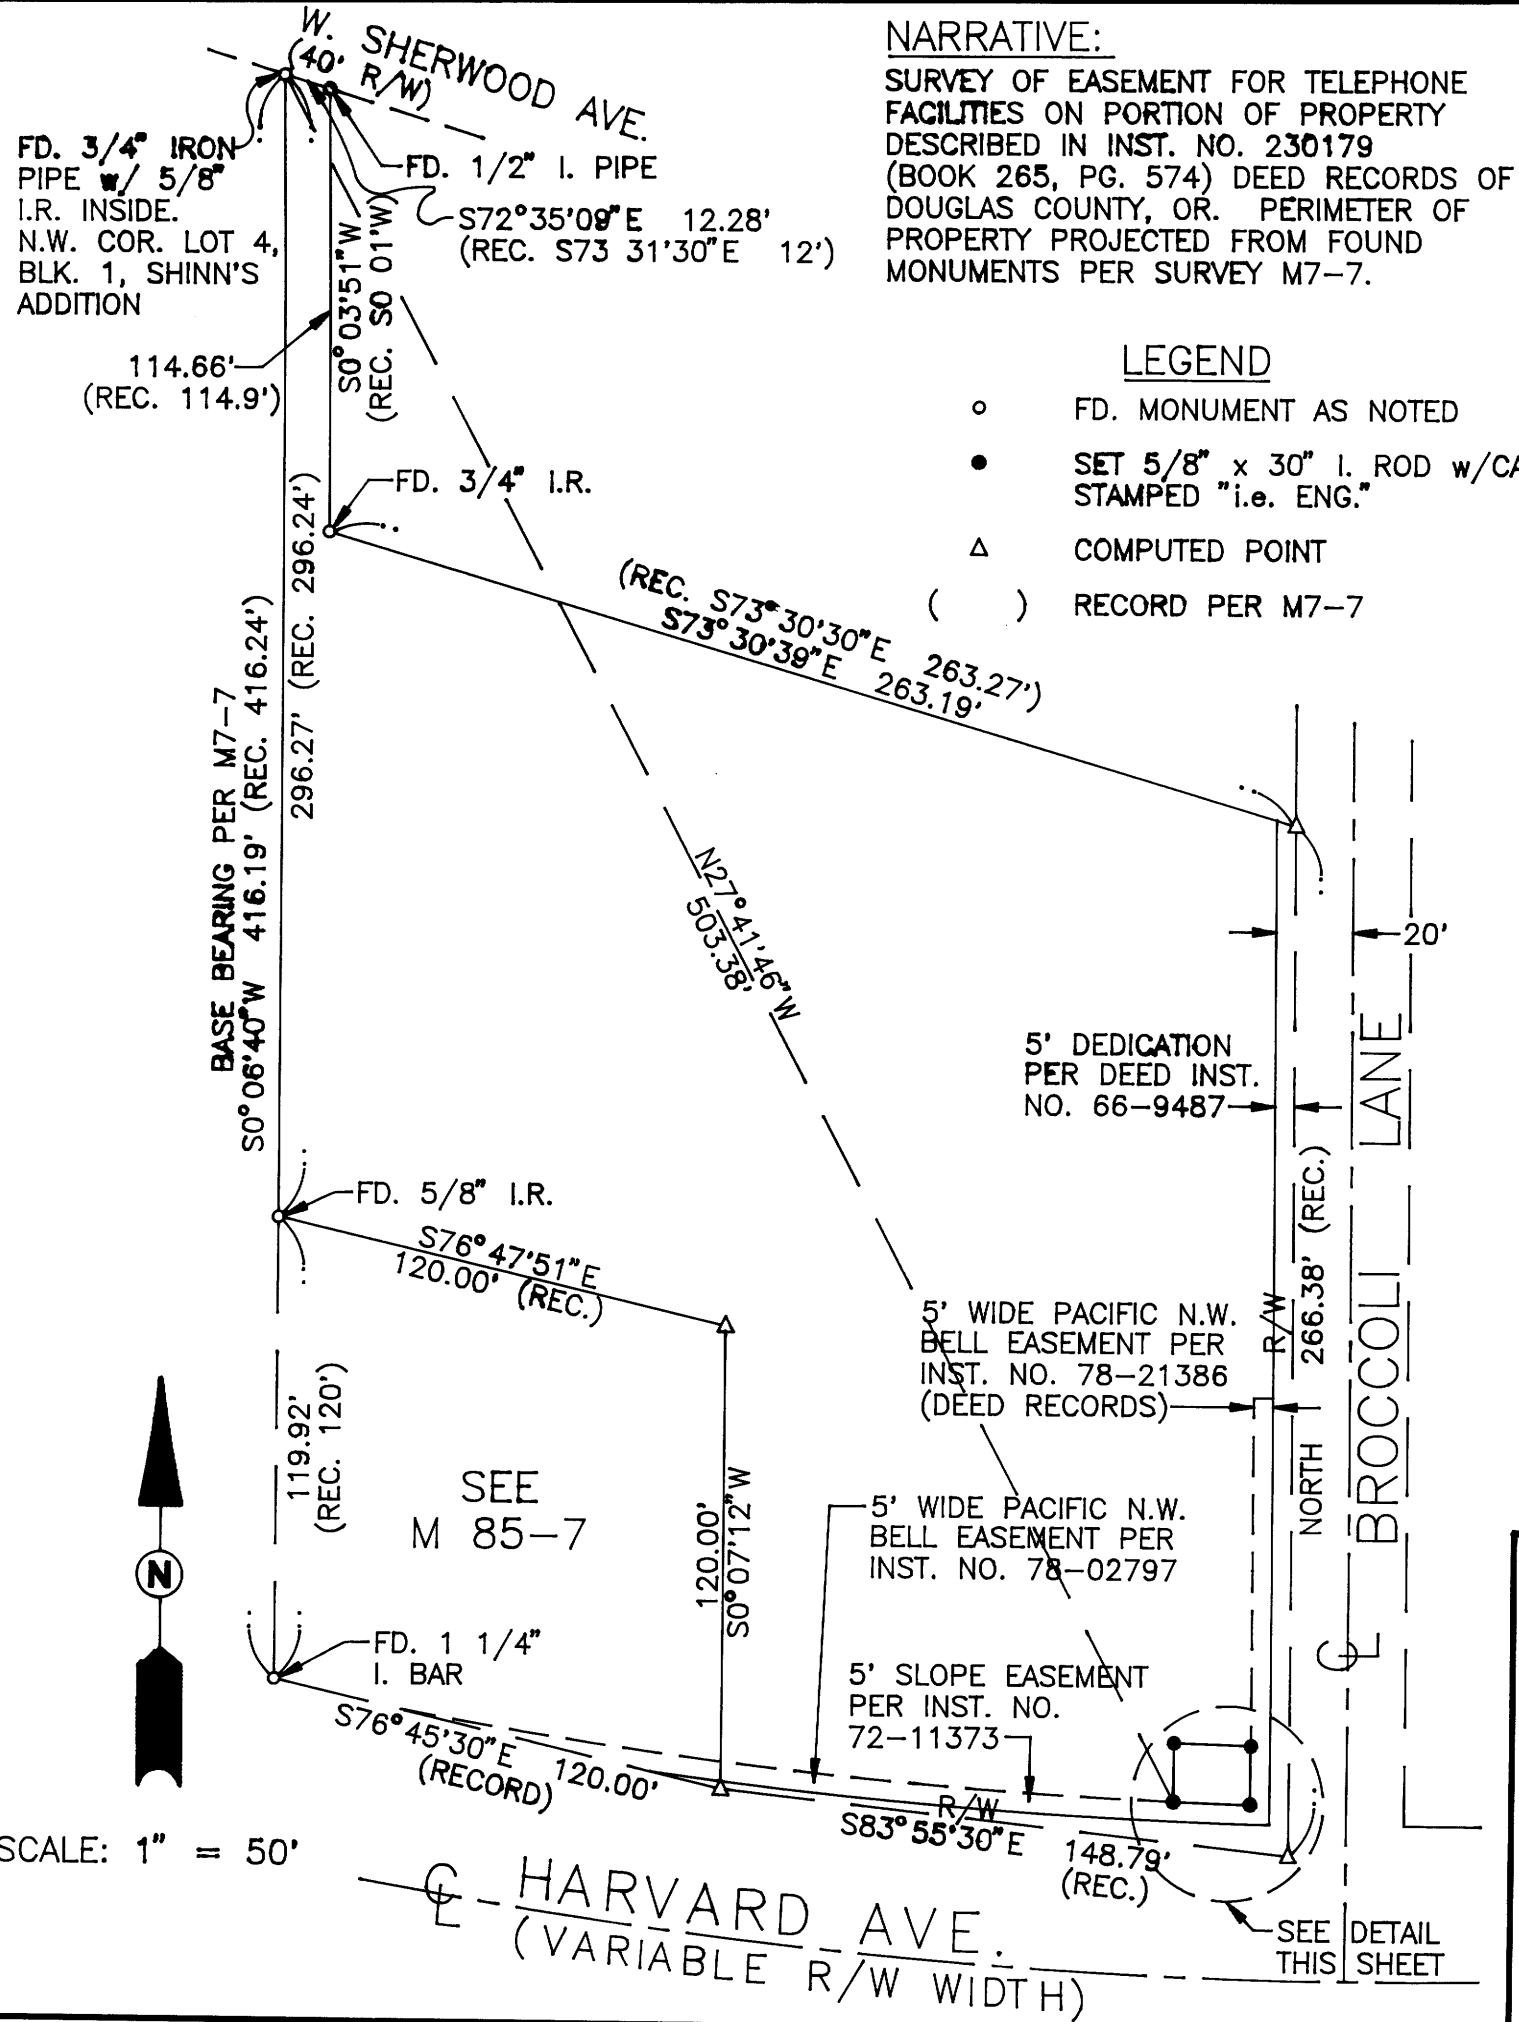 W. SHERWOOD AVE.
(40' R/W)
NARRATIVE:
SURVEY OF EASEMENT FOR TELEPHONE
FACILITIES ON PORTION OF PROPERTY
DESCRIBED IN INST. NO. 230179
(BOOK 265, PG. 574) DEED RECORDS OF
DOUGLAS COUNTY, OR. PERIMETER OF
PROPERTY PROJECTED FROM FOUND
MONUMENTS PER SURVEY M7-7.
FD. 3/4" IRON
PIPE w/ 5/8"
I.R. INSIDE.
N.W. COR. LOT 4,
BLK. 1, SHINN'S
ADDITION
FD. 1/2" I. PIPE
S72°35'09"E 12.28'
(REC. S73 31'30"E 12')
S0°03'51"W
(REC. S0 01'W)
114.66'
(REC. 114.9')
LEGEND
FD. MONUMENT AS NOTED
SET 5/8" x 30" I. ROD w/CA
STAMPED "i.e. ENG."
COMPUTED POINT
( ) RECORD PER M7-7
FD. 3/4" I.R.
(REC. S73°30'30"E 263.27')
S73°30'39"E 263.19'
BASE BEARING PER M7-7
S0°06'40"W 416.19' (REC. 416.24')
296.27' (REC. 296.24')
N27°41'46"W
503.38'
20'
5' DEDICATION
PER DEED INST.
NO. 66-9487
FD. 5/8" I.R.
S76°47'51"E
120.00' (REC.)
5' WIDE PACIFIC N.W.
BELL EASEMENT PER
INST. NO. 78-21386
(DEED RECORDS)
R/W
NORTH 266.38' (REC.)
BROCCOLI LANE
CL
119.92'
(REC. 120')
SEE
M 85-7
120.00'
S0°07'12"W
5' WIDE PACIFIC N.W.
BELL EASEMENT PER
INST. NO. 78-02797
N
FD. 1 1/4"
I. BAR
5' SLOPE EASEMENT
PER INST. NO.
72-11373
S76°45'30"E 120.00'
(RECORD)
R/W
S83°55'30"E 148.79'
(REC.)
SCALE: 1" = 50'
CL HARVARD AVE.
(VARIABLE R/W WIDTH)
SEE DETAIL
THIS SHEET